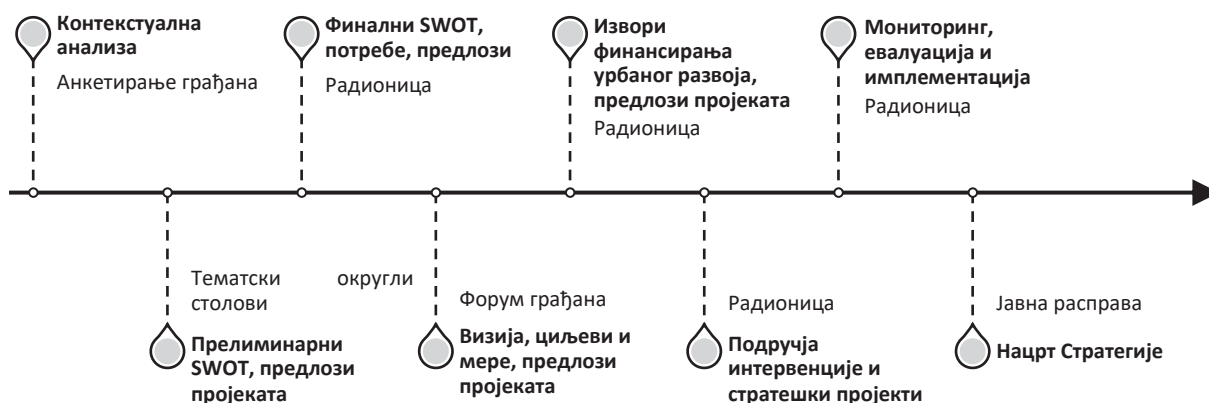 Контекстуална
анализа
Анкетирање грађана
Финални SWOT,
потребе, предлози
Радионица
Извори
финансирања
урбаног развоја,
предлози пројеката
Радионица
Мониторинг,
евалуација и
имплементација
Радионица
Тематски округли
столови
Прелиминарни
SWOT, предлози
пројеката
Форум грађана
Визија, циљеви и
мере, предлози
пројеката
Радионица
Подручја
интервенције и
стратешки пројекти
Јавна расправа
Нацрт Стратегије